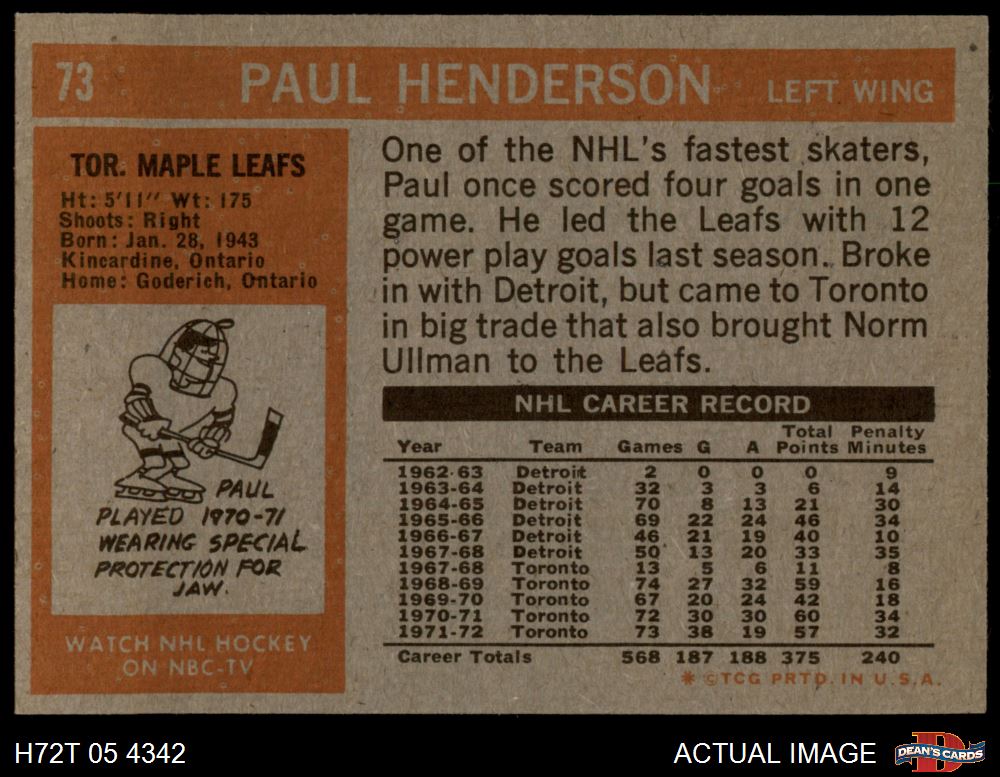 73 PAUL HENDERSON LEFT WING
TOR. MAPLE LEAFS
Ht: 5'11" Wt: 175
Shoots: Right
Born: Jan. 28, 1943
Kincardine, Ontario
Home: Goderich, Ontario
PAUL
PLAYED 1970-71
WEARING SPECIAL
PROTECTION FOR
JAW.
WATCH NHL HOCKEY
ON NBC-TV
One of the NHL's fastest skaters,
Paul once scored four goals in one
game. He led the Leafs with 12
power play goals last season. Broke
in with Detroit, but came to Toronto
in big trade that also brought Norm
Ullman to the Leafs.
NHL CAREER RECORD
Year Team Games G A Total Points Penalty Minutes
1962-63 Detroit 2 0 0 0 9
1963-64 Detroit 32 3 3 6 14
1964-65 Detroit 70 8 13 21 30
1965-66 Detroit 69 22 24 46 34
1966-67 Detroit 46 21 19 40 10
1967-68 Detroit 50 13 20 33 35
1967-68 Toronto 13 5 6 11 8
1968-69 Toronto 74 27 32 59 16
1969-70 Toronto 67 20 24 42 18
1970-71 Toronto 72 30 30 60 34
1971-72 Toronto 73 38 19 57 32
Career Totals 568 187 188 375 240
* ©TCG PRTD. IN U.S.A.
H72T 05 4342 ACTUAL IMAGE DEAN'S CARDS